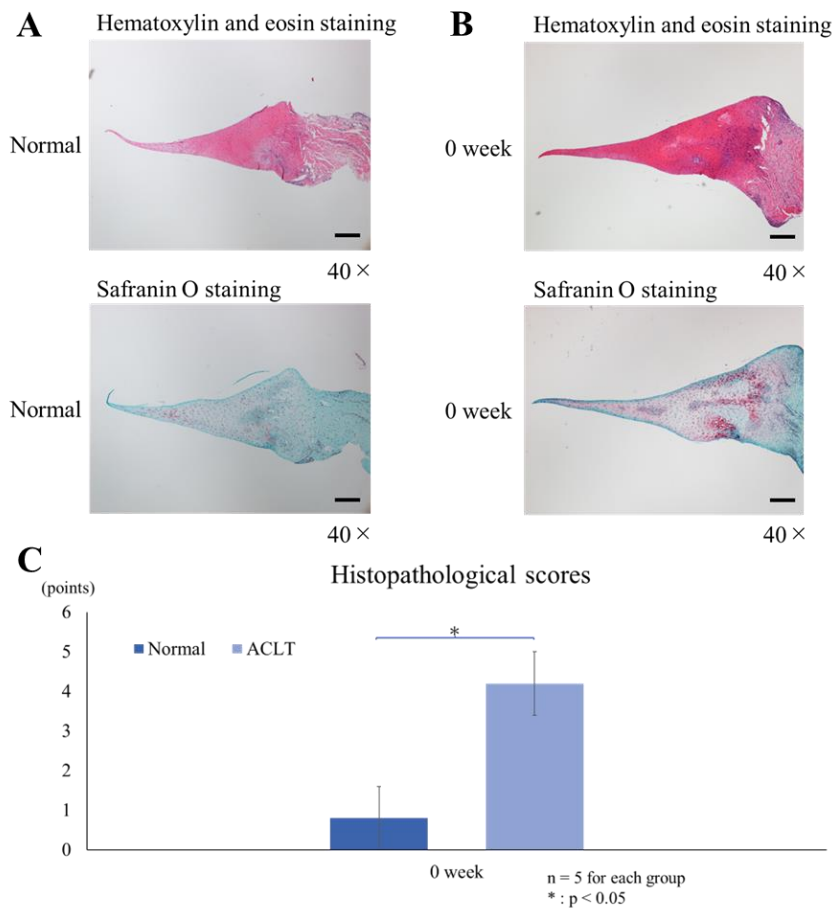 A
Hematoxylin and eosin staining
Normal
40 ×
Safranin O staining
Normal
40 ×
B
Hematoxylin and eosin staining
0 week
40 ×
Safranin O staining
0 week
40 ×
C
Histopathological scores
(points)
6
5
4
3
2
1
0
Normal ACLT
*
0 week
n = 5 for each group
* : p < 0.05